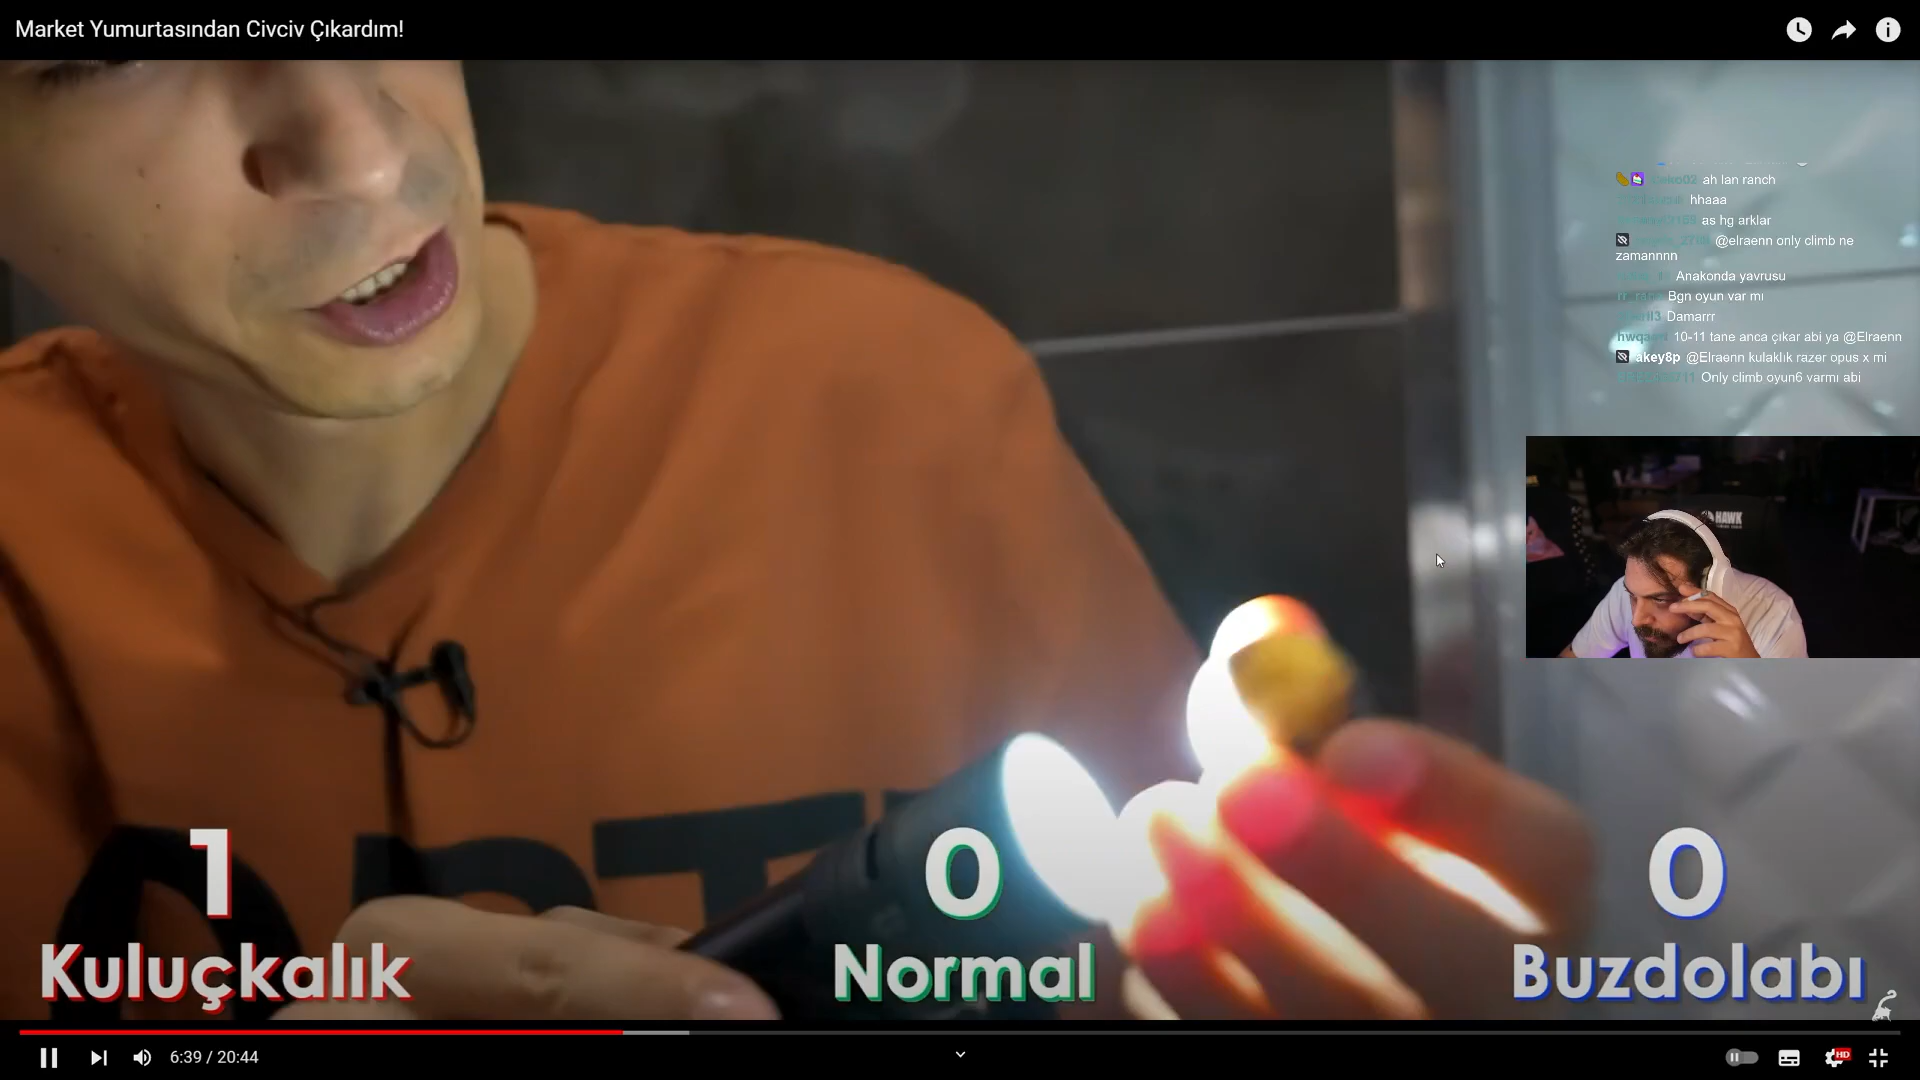 Market Yumurtasından Civciv Çıkardım!
ah lan ranch
hhaaa
as hg arklar
@elraenn only climb ne
zamannnn
Anakonda yavrusu
Bgn oyun var mı
Damarrr
10-11 tane anca çıkar abi ya @Elraenn
akey8p @Elraenn kulaklık razer opus x mi
Only climb oyun6 varmı abi
HAWK
1
0
0
Kuluçkalık
Normal
Buzdolabı
6:39 / 20:44
HD